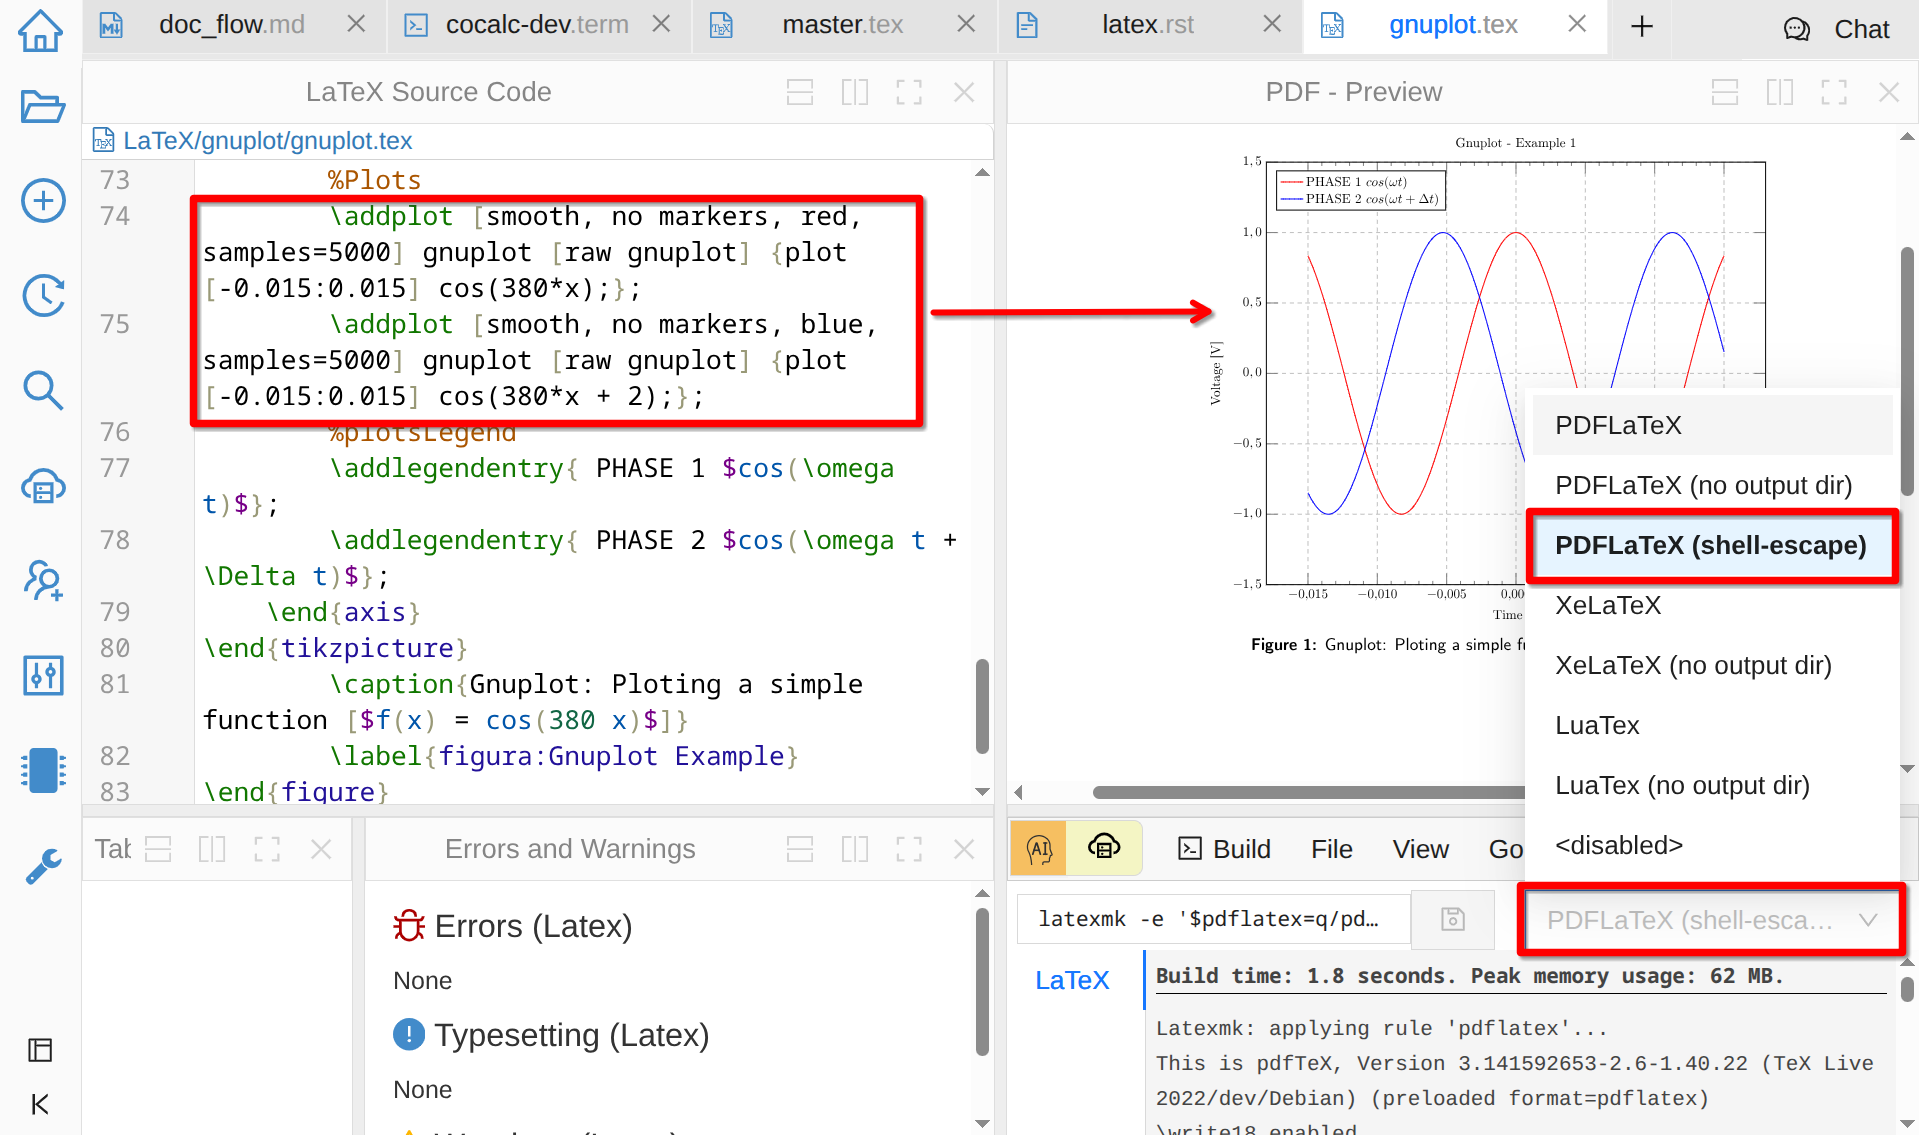 doc_flow.md
cocalc-dev.term
master.tex
latex.rst
gnuplot.tex
Chat
LaTeX Source Code
LaTeX/gnuplot/gnuplot.tex
73 %Plots
74 \addplot [smooth, no markers, red,
samples=5000] gnuplot [raw gnuplot] {plot
[-0.015:0.015] cos(380*x);};
75 \addplot [smooth, no markers, blue,
samples=5000] gnuplot [raw gnuplot] {plot
[-0.015:0.015] cos(380*x + 2);};
76 %plotsLegend
77 \addlegendentry{ PHASE 1 $cos(\omega
t)$};
78 \addlegendentry{ PHASE 2 $cos(\omega t +
\Delta t)$};
79 \end{axis}
80 \end{tikzpicture}
81 \caption{Gnuplot: Ploting a simple
function [$f(x) = cos(380 x)$]}
82 \label{figura:Gnuplot Example}
83 \end{figure}
PDF - Preview
Gnuplot - Example 1
PHASE 1 cos(ωt)
PHASE 2 cos(ωt + Δt)
1,5
1,0
0,5
0,0
−0,5
−1,0
−1,5
Voltage [V]
−0,015 −0,010 −0,005 0,00
Time
Figure 1: Gnuplot: Ploting a simple
PDFLaTeX
PDFLaTeX (no output dir)
PDFLaTeX (shell-escape)
XeLaTeX
XeLaTeX (no output dir)
LuaTex
LuaTex (no output dir)
<disabled>
Tab
Errors and Warnings
Errors (Latex)
None
Typesetting (Latex)
None
AI
Build File View Go
latexmk -e '$pdflatex=q/pd…
PDFLaTeX (shell-esca…
LaTeX
Build time: 1.8 seconds. Peak memory usage: 62 MB.
Latexmk: applying rule 'pdflatex'...
This is pdfTeX, Version 3.141592653-2.6-1.40.22 (TeX Live
2022/dev/Debian) (preloaded format=pdflatex)
\write18 enabled